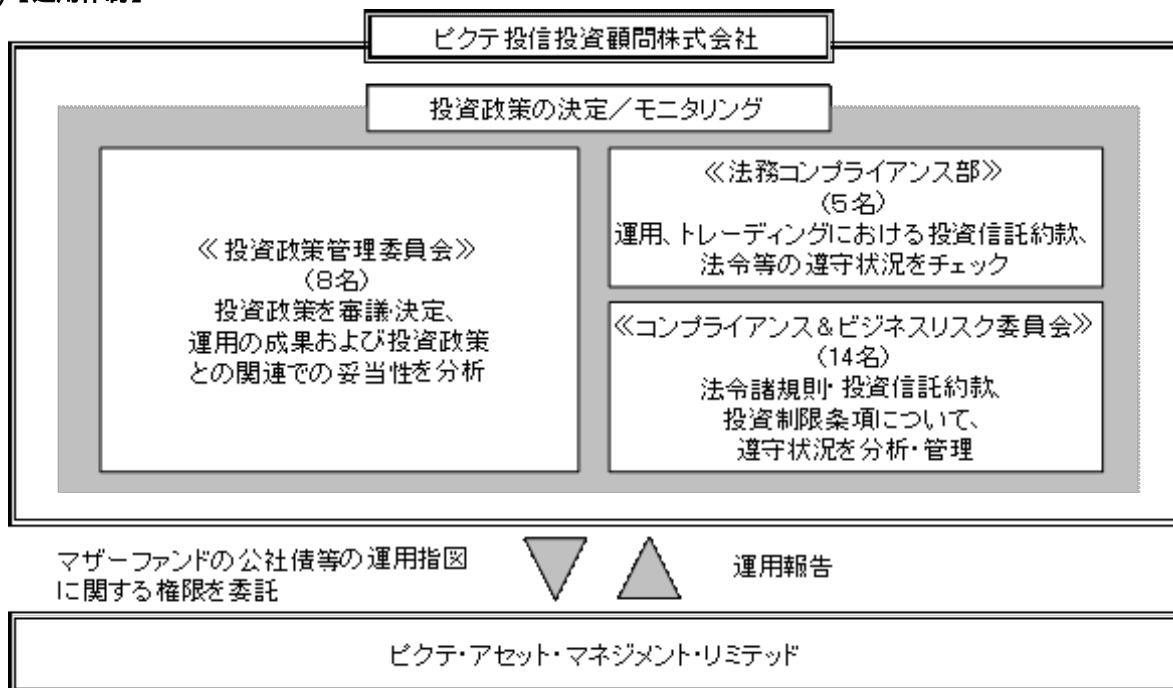 ピクテ投信投資顧問株式会社
投資政策の決定／モニタリング
≪投資政策管理委員会≫
(8名)
投資政策を審議・決定、
運用の成果および投資政策
との関連での妥当性を分析
≪法務コンプライアンス部≫
(5名)
運用、トレーディングにおける投資信託約款、
法令等の遵守状況をチェック
≪コンプライアンス＆ビジネスリスク委員会≫
(14名)
法令諸規則・投資信託約款、
投資制限条項について、
遵守状況を分析・管理
マザーファンドの公社債等の運用指図
に関する権限を委託
運用報告
ピクテ・アセット・マネジメント・リミテッド